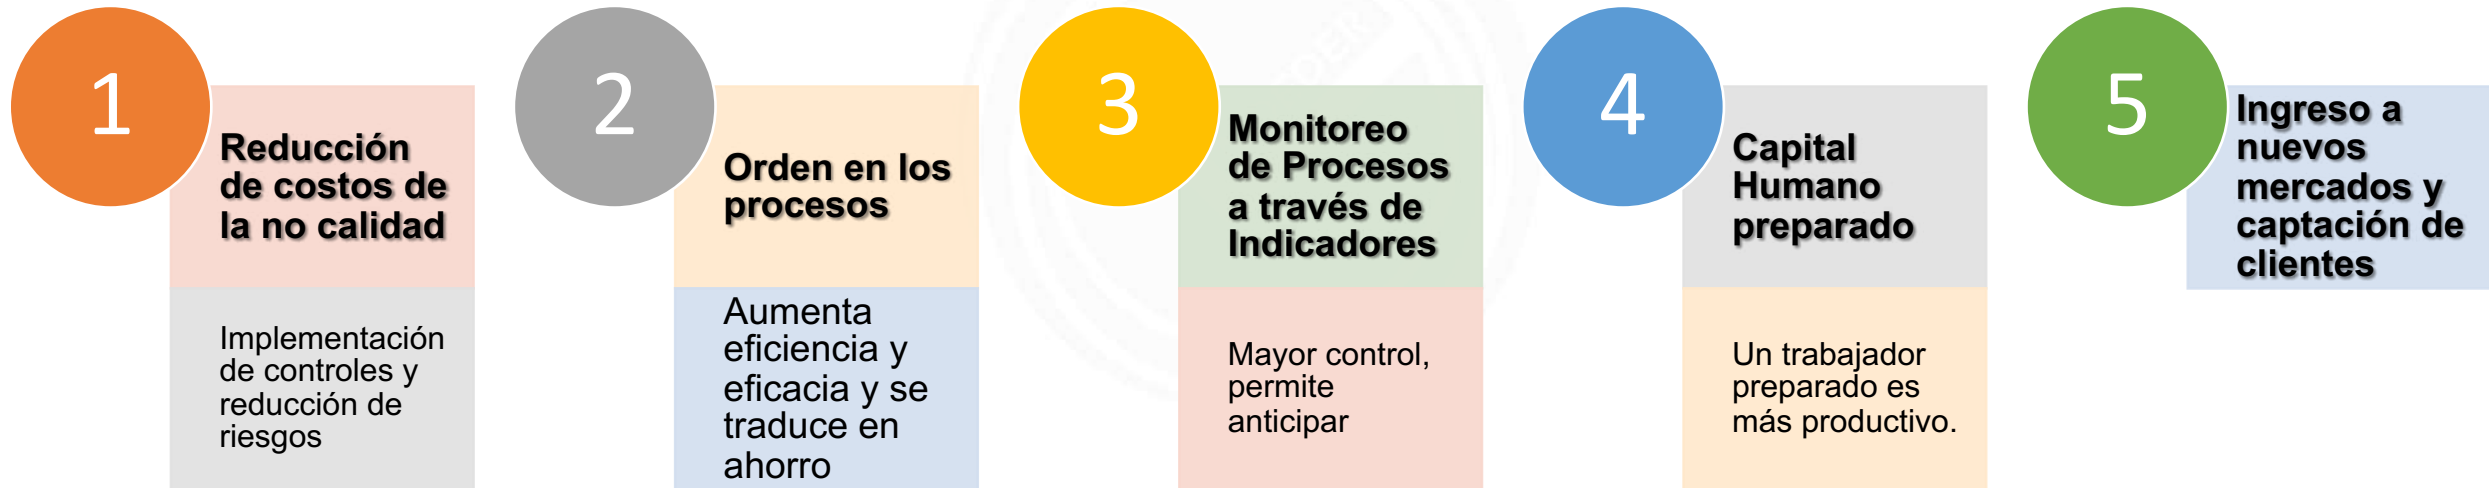 1
Reducción
de costos de
la no calidad
Implementación
de controles y
reducción de
riesgos
2
Orden en los
procesos
Aumenta
eficiencia y
eficacia y se
traduce en
ahorro
3
Monitoreo
de Procesos
a través de
Indicadores
Mayor control,
permite
anticipar
4
Capital
Humano
preparado
Un trabajador
preparado es
más productivo.
5
Ingreso a
nuevos
mercados y
captación de
clientes